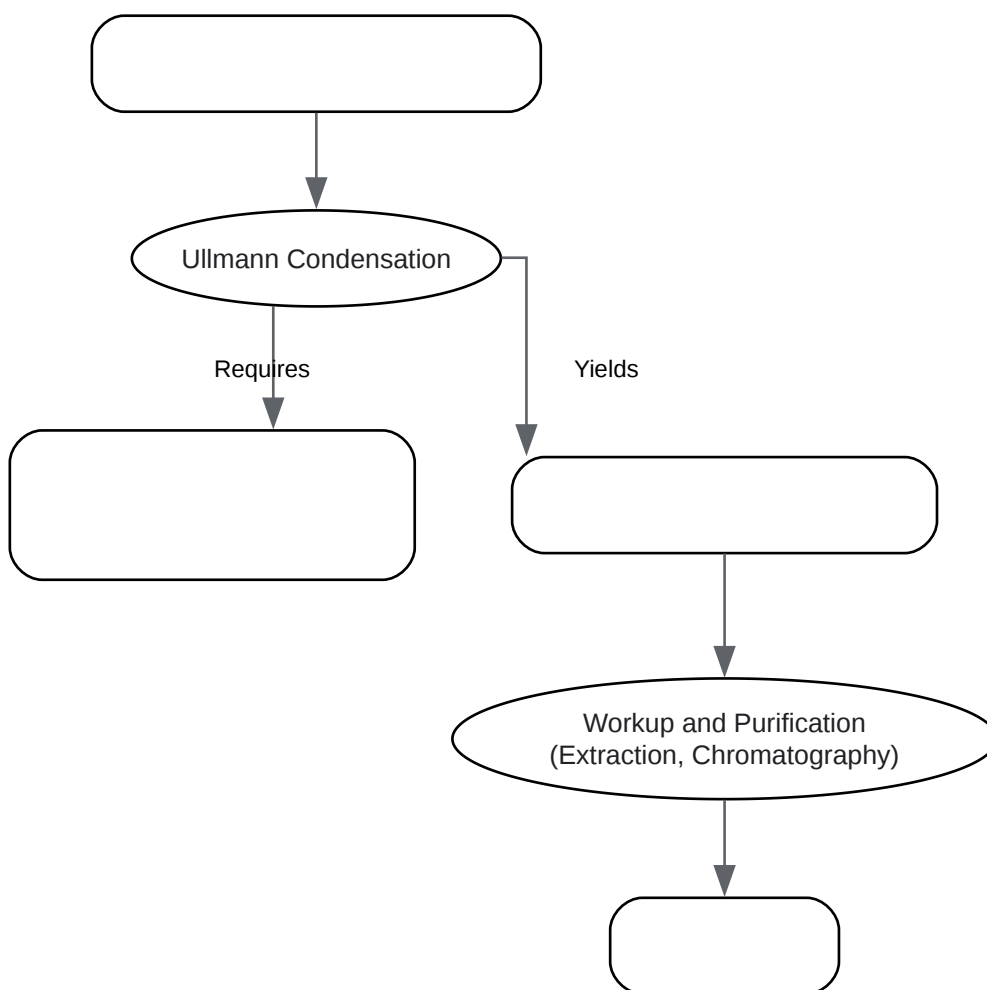 Ullmann Condensation
Requires
Yields
Workup and Purification
(Extraction, Chromatography)